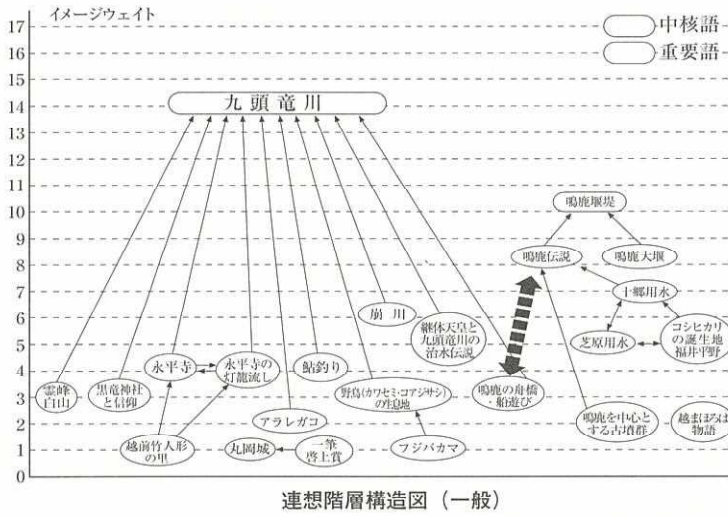 イメージウェイト
17
16
15
14
13
12
11
10
9
8
7
6
5
4
3
2
1
0
中核語
重要語
九頭竜川
鳴鹿堰堤
鳴鹿伝説
鳴鹿大堰
十郷用水
崩川
継体天皇と
九頭竜川の
治水伝説
芝原用水
コシヒカリ
の誕生地
福井平野
永平寺
永平寺の
灯籠流し
鮎釣り
霊峰
白山
黒竜神社
と信仰
野鳥(カワセミ・コアジサシ)
の生息地
鳴鹿の舟橋
・船遊び
アラレガコ
鳴鹿を中心と
する古墳群
越まほろば
物語
越前竹人形
の里
丸岡城
一筆
啓上賞
フジバカマ
連想階層構造図（一般）